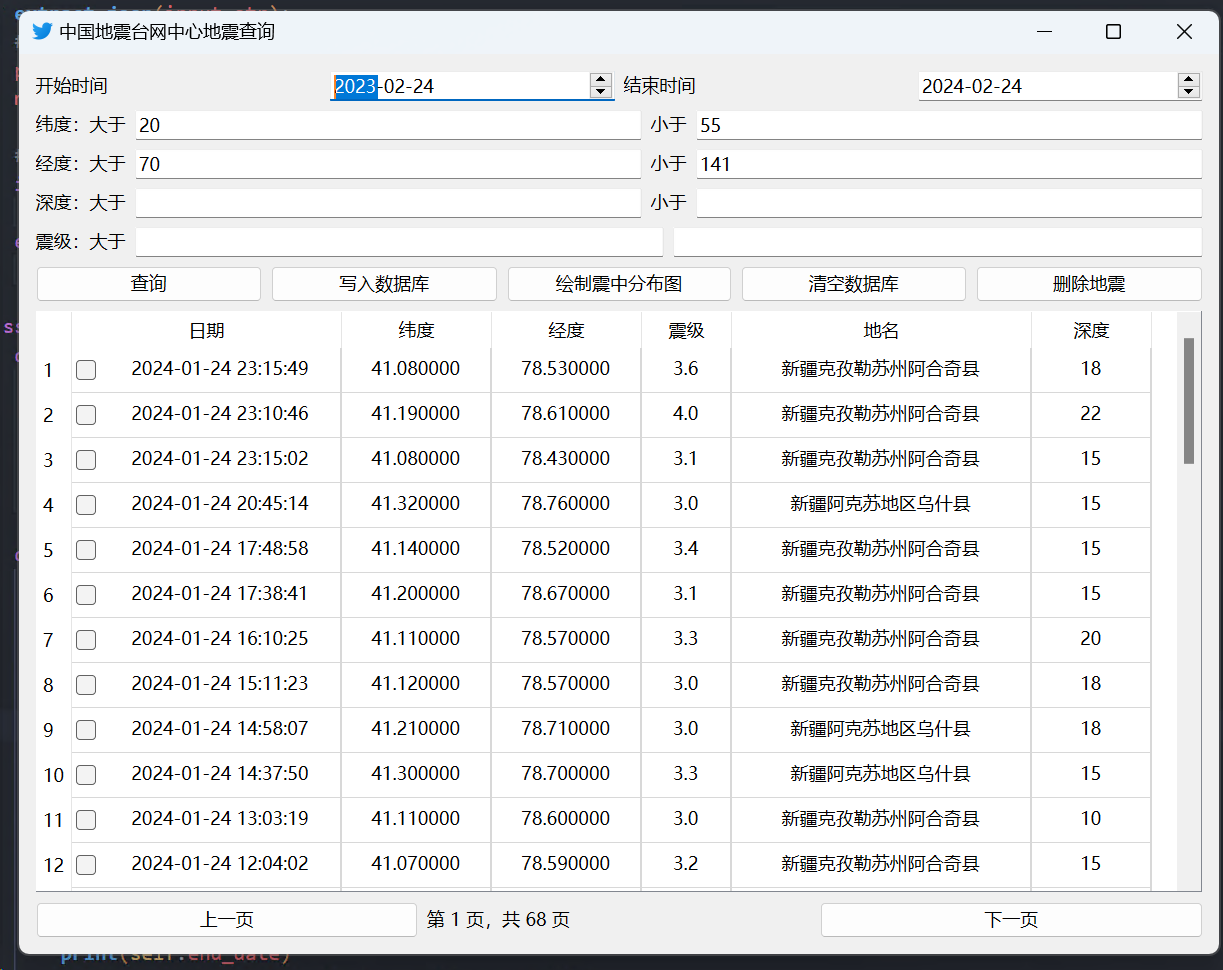 中国地震台网中心地震查询
开始时间 2023-02-24 结束时间 2024-02-24
纬度：大于 20 小于 55
经度：大于 70 小于 141
深度：大于 小于
震级：大于
查询 写入数据库 绘制震中分布图 清空数据库 删除地震
日期 纬度 经度 震级 地名 深度
1 2024-01-24 23:15:49 41.080000 78.530000 3.6 新疆克孜勒苏州阿合奇县 18
2 2024-01-24 23:10:46 41.190000 78.610000 4.0 新疆克孜勒苏州阿合奇县 22
3 2024-01-24 23:15:02 41.080000 78.430000 3.1 新疆克孜勒苏州阿合奇县 15
4 2024-01-24 20:45:14 41.320000 78.760000 3.0 新疆阿克苏地区乌什县 15
5 2024-01-24 17:48:58 41.140000 78.520000 3.4 新疆克孜勒苏州阿合奇县 15
6 2024-01-24 17:38:41 41.200000 78.670000 3.1 新疆克孜勒苏州阿合奇县 15
7 2024-01-24 16:10:25 41.110000 78.570000 3.3 新疆克孜勒苏州阿合奇县 20
8 2024-01-24 15:11:23 41.120000 78.570000 3.0 新疆克孜勒苏州阿合奇县 18
9 2024-01-24 14:58:07 41.210000 78.710000 3.0 新疆阿克苏地区乌什县 18
10 2024-01-24 14:37:50 41.300000 78.700000 3.3 新疆阿克苏地区乌什县 15
11 2024-01-24 13:03:19 41.110000 78.600000 3.0 新疆克孜勒苏州阿合奇县 10
12 2024-01-24 12:04:02 41.070000 78.590000 3.2 新疆克孜勒苏州阿合奇县 15
上一页 第 1 页，共 68 页 下一页
print(self.end_date)